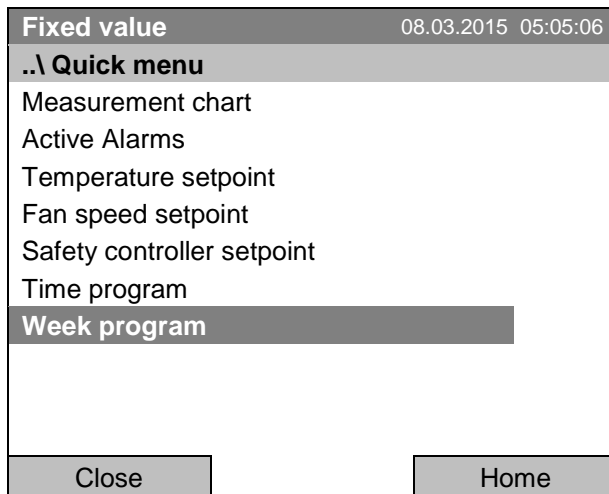 Fixed value 08.03.2015 05:05:06
..\ Quick menu
Measurement chart
Active Alarms
Temperature setpoint
Fan speed setpoint
Safety controller setpoint
Time program
Week program
Close Home